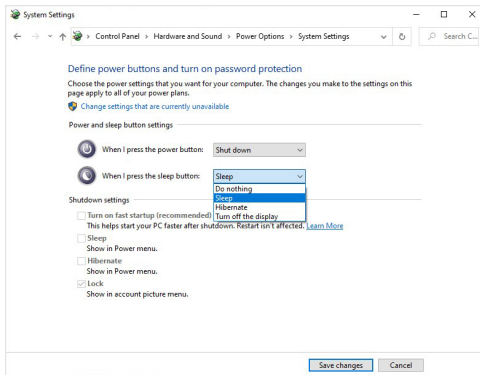 System Settings
Control Panel > Hardware and Sound > Power Options > System Settings
Search C...
Define power buttons and turn on password protection
Choose the power settings that you want for your computer. The changes you make to the settings on this
page apply to all of your power plans.
Change settings that are currently unavailable
Power and sleep button settings
When I press the power button: Shut down
When I press the sleep button: Sleep
Do nothing
Sleep
Hibernate
Turn off the display
Shutdown settings
Turn on fast startup (recommended)
This helps start your PC faster after shutdown. Restart isn't affected. Learn More
Sleep
Show in Power menu.
Hibernate
Show in Power menu.
Lock
Show in account picture menu.
Save changes
Cancel